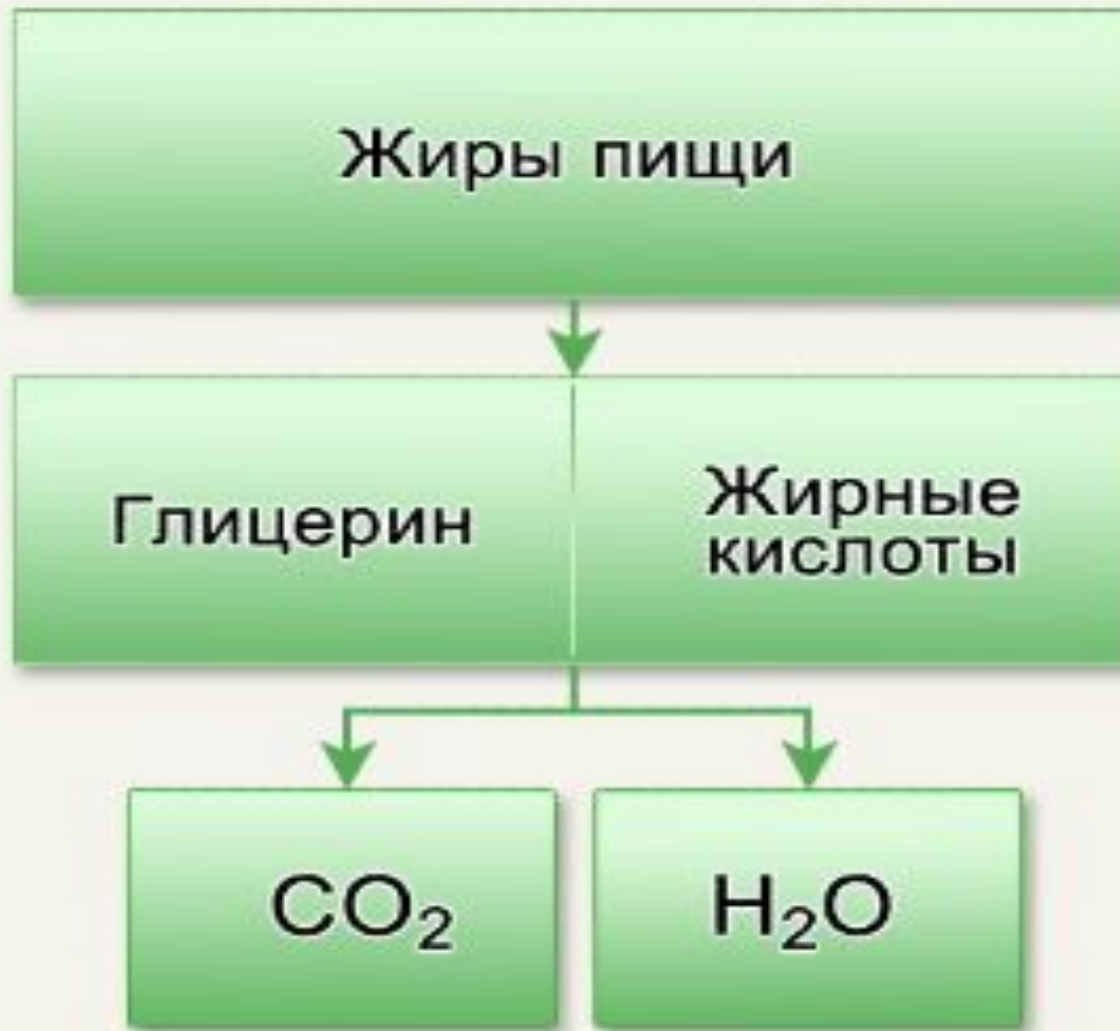 Жиры пищи
Глицерин
Жирные
кислоты
CO₂
H₂O